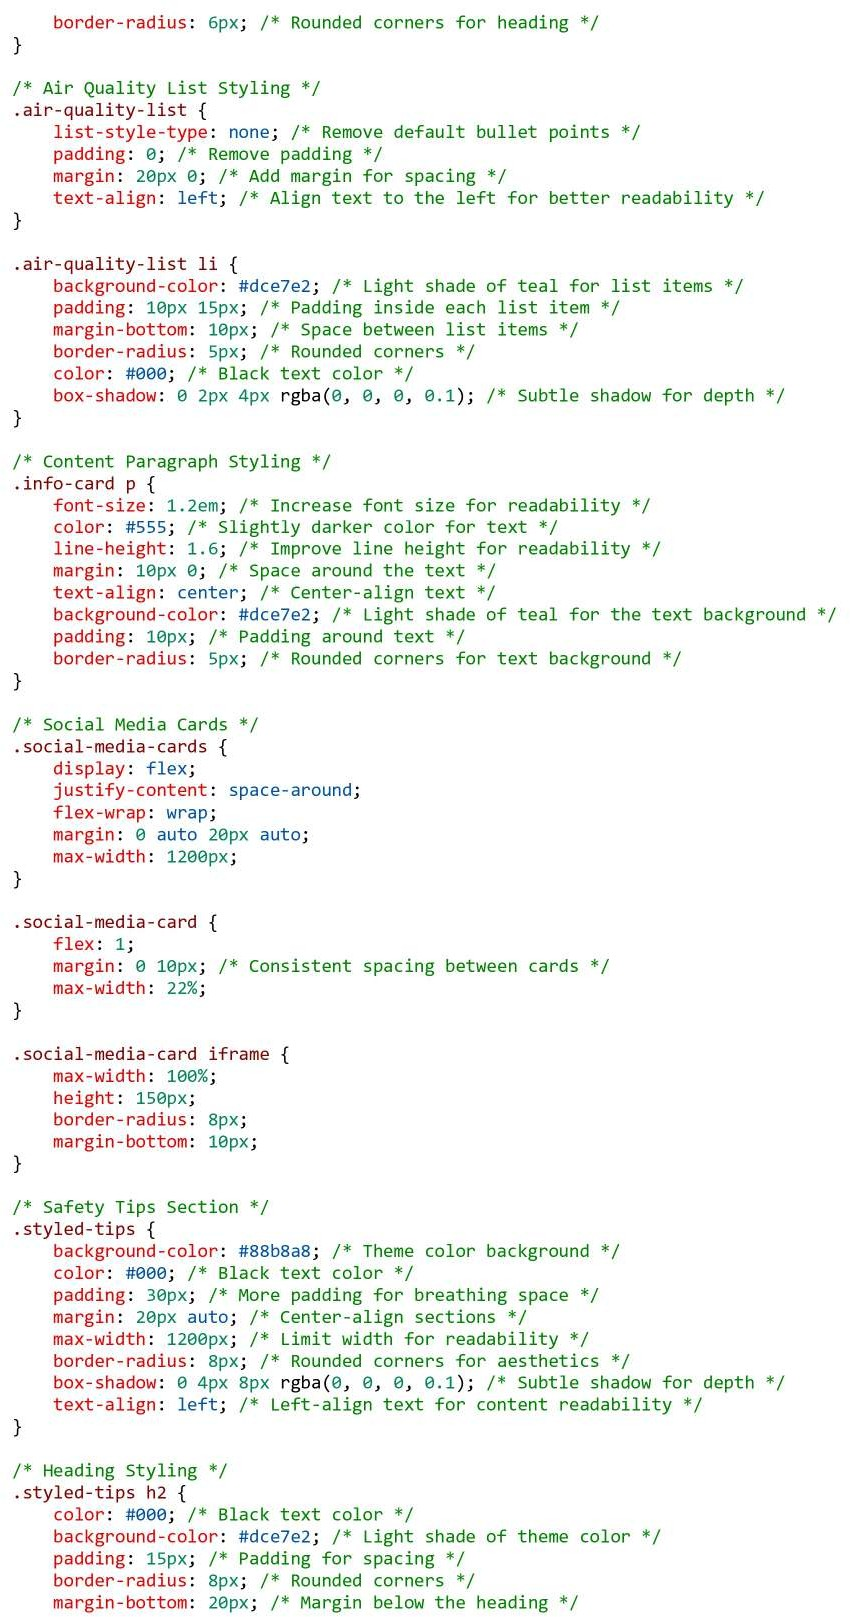 border-radius: 6px; /* Rounded corners for heading */
}

/* Air Quality List Styling */
.air-quality-list {
    list-style-type: none; /* Remove default bullet points */
    padding: 0; /* Remove padding */
    margin: 20px 0; /* Add margin for spacing */
    text-align: left; /* Align text to the left for better readability */
}

.air-quality-list li {
    background-color: #dce7e2; /* Light shade of teal for list items */
    padding: 10px 15px; /* Padding inside each list item */
    margin-bottom: 10px; /* Space between list items */
    border-radius: 5px; /* Rounded corners */
    color: #000; /* Black text color */
    box-shadow: 0 2px 4px rgba(0, 0, 0, 0.1); /* Subtle shadow for depth */
}

/* Content Paragraph Styling */
.info-card p {
    font-size: 1.2em; /* Increase font size for readability */
    color: #555; /* Slightly darker color for text */
    line-height: 1.6; /* Improve line height for readability */
    margin: 10px 0; /* Space around the text */
    text-align: center; /* Center-align text */
    background-color: #dce7e2; /* Light shade of teal for the text background */
    padding: 10px; /* Padding around text */
    border-radius: 5px; /* Rounded corners for text background */
}

/* Social Media Cards */
.social-media-cards {
    display: flex;
    justify-content: space-around;
    flex-wrap: wrap;
    margin: 0 auto 20px auto;
    max-width: 1200px;
}

.social-media-card {
    flex: 1;
    margin: 0 10px; /* Consistent spacing between cards */
    max-width: 22%;
}

.social-media-card iframe {
    max-width: 100%;
    height: 150px;
    border-radius: 8px;
    margin-bottom: 10px;
}

/* Safety Tips Section */
.styled-tips {
    background-color: #88b8a8; /* Theme color background */
    color: #000; /* Black text color */
    padding: 30px; /* More padding for breathing space */
    margin: 20px auto; /* Center-align sections */
    max-width: 1200px; /* Limit width for readability */
    border-radius: 8px; /* Rounded corners for aesthetics */
    box-shadow: 0 4px 8px rgba(0, 0, 0, 0.1); /* Subtle shadow for depth */
    text-align: left; /* Left-align text for content readability */
}

/* Heading Styling */
.styled-tips h2 {
    color: #000; /* Black text color */
    background-color: #dce7e2; /* Light shade of theme color */
    padding: 15px; /* Padding for spacing */
    border-radius: 8px; /* Rounded corners */
    margin-bottom: 20px; /* Margin below the heading */